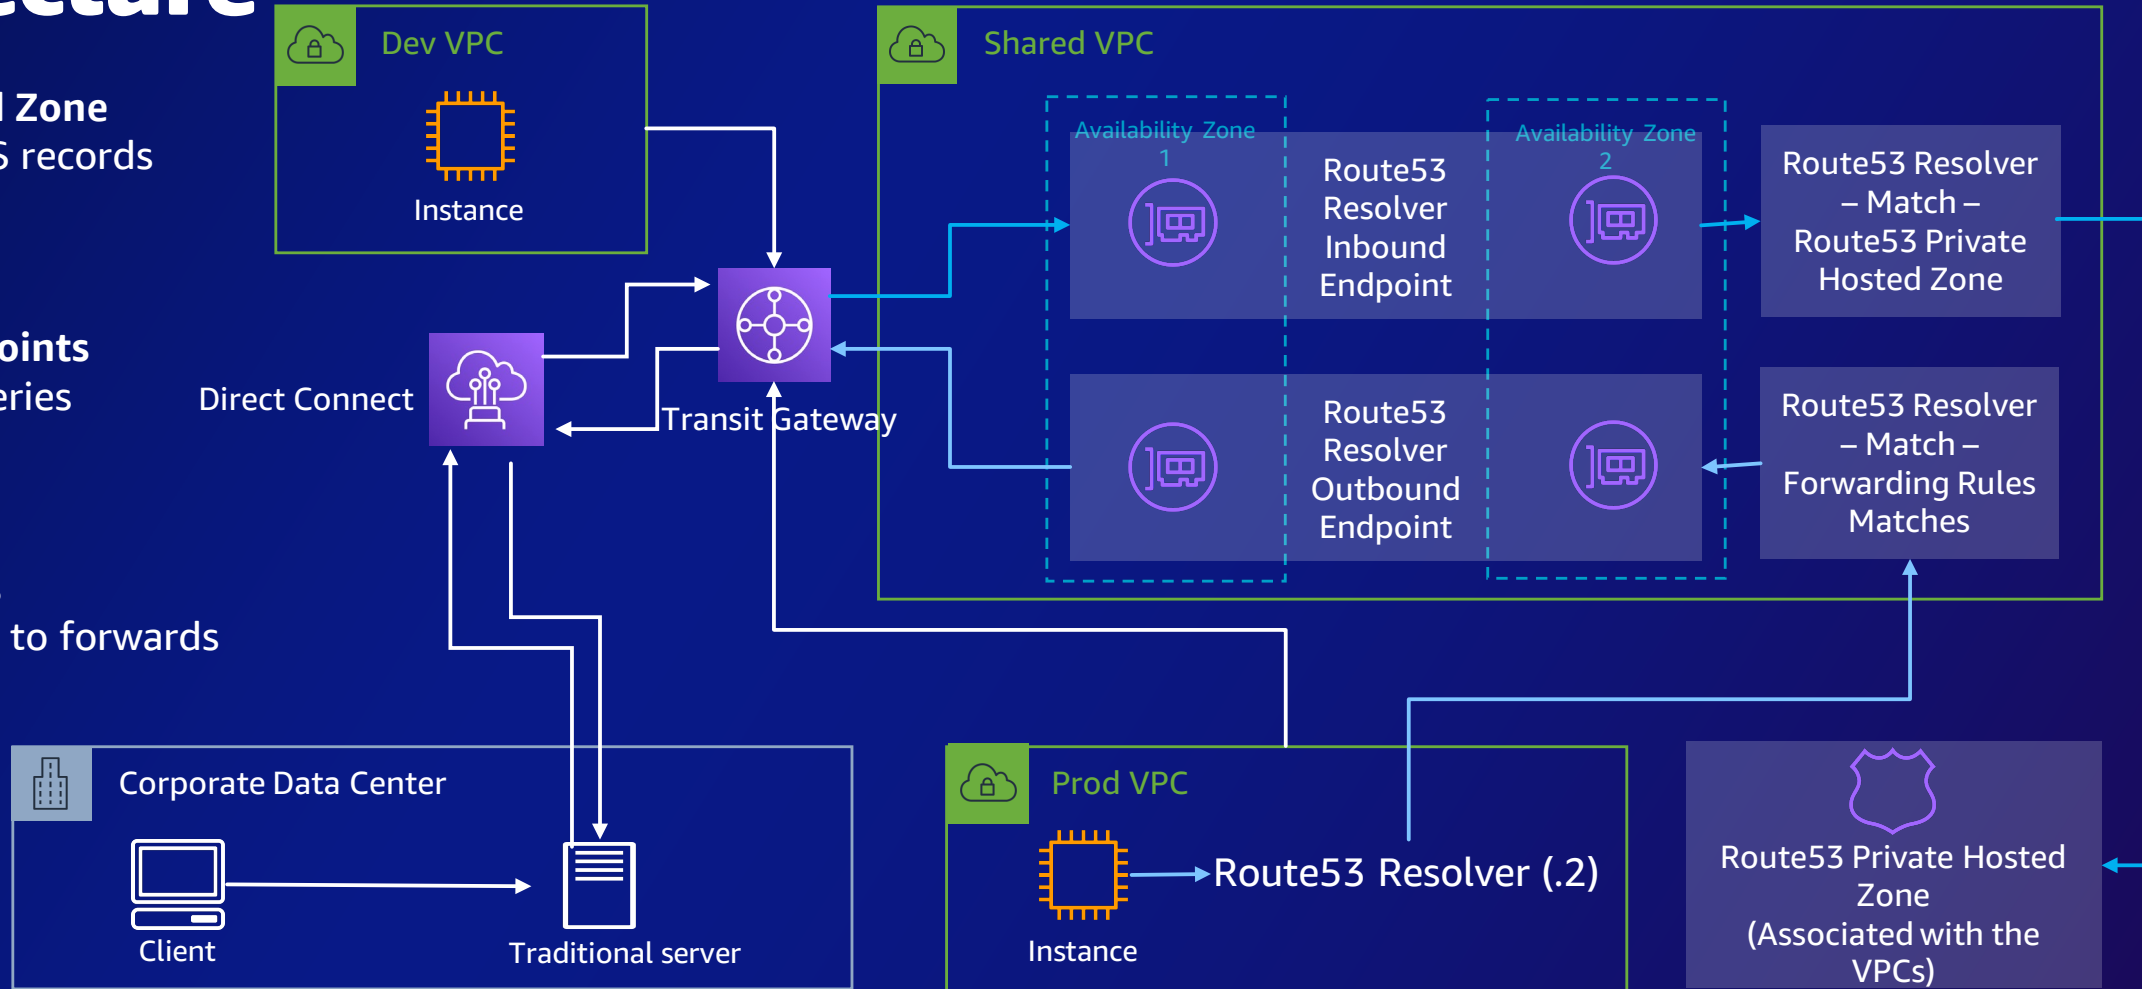 Dev VPC
Instance
Shared VPC
Availability Zone
1
Availability Zone
2
Route53
Resolver
Inbound
Endpoint
Route53 Resolver
– Match –
Route53 Private
Hosted Zone
Zone
records
eries
Direct Connect
Transit Gateway
Route53
Resolver
Outbound
Endpoint
Route53 Resolver
– Match –
Forwarding Rules
Matches
to forwards
Corporate Data Center
Client
Traditional server
Prod VPC
Instance
Route53 Resolver (.2)
Route53 Private Hosted
Zone
(Associated with the
VPCs)